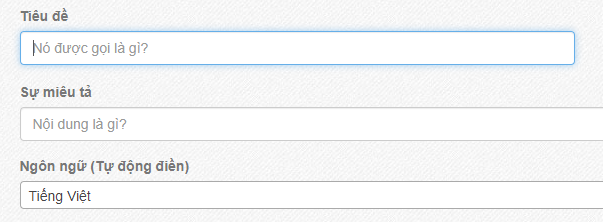 Tiêu đề
Nó được gọi là gì?
Sự miêu tả
Nội dung là gì?
Ngôn ngữ (Tự động điền)
Tiếng Việt